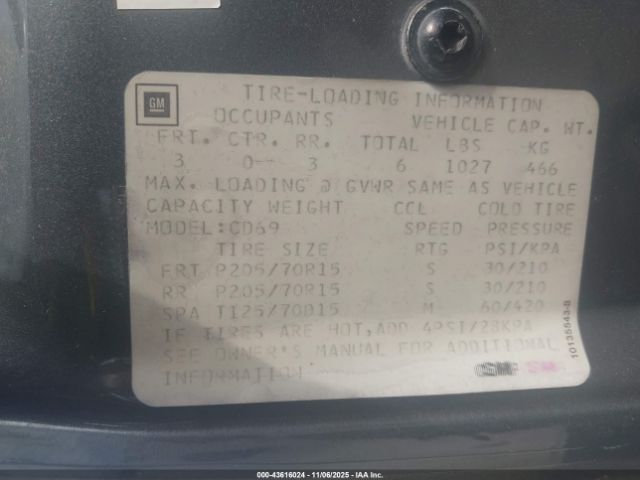 GM
TIRE-LOADING INFORMATION
OCCUPANTS VEHICLE CAP. WT.
FRT. CTR. RR. TOTAL LBS KG
3 0 3 6 1027 466
MAX. LOADING @ GVWR SAME AS VEHICLE
CAPACITY WEIGHT CCL COLD TIRE
MODEL:CD69 SPEED PRESSURE
TIRE SIZE RTG PSI/KPA
FRT P205/70R15 S 30/210
RR P205/70R15 S 30/210
SPA T125/70D15 M 60/420
IF TIRES ARE HOT,ADD 4PSI/28KPA
SEE OWNER*S MANUAL FOR ADDITIONAL
INFORMATION
10135543-8
000-43616024 - 11/06/2025 - © IAA Inc.